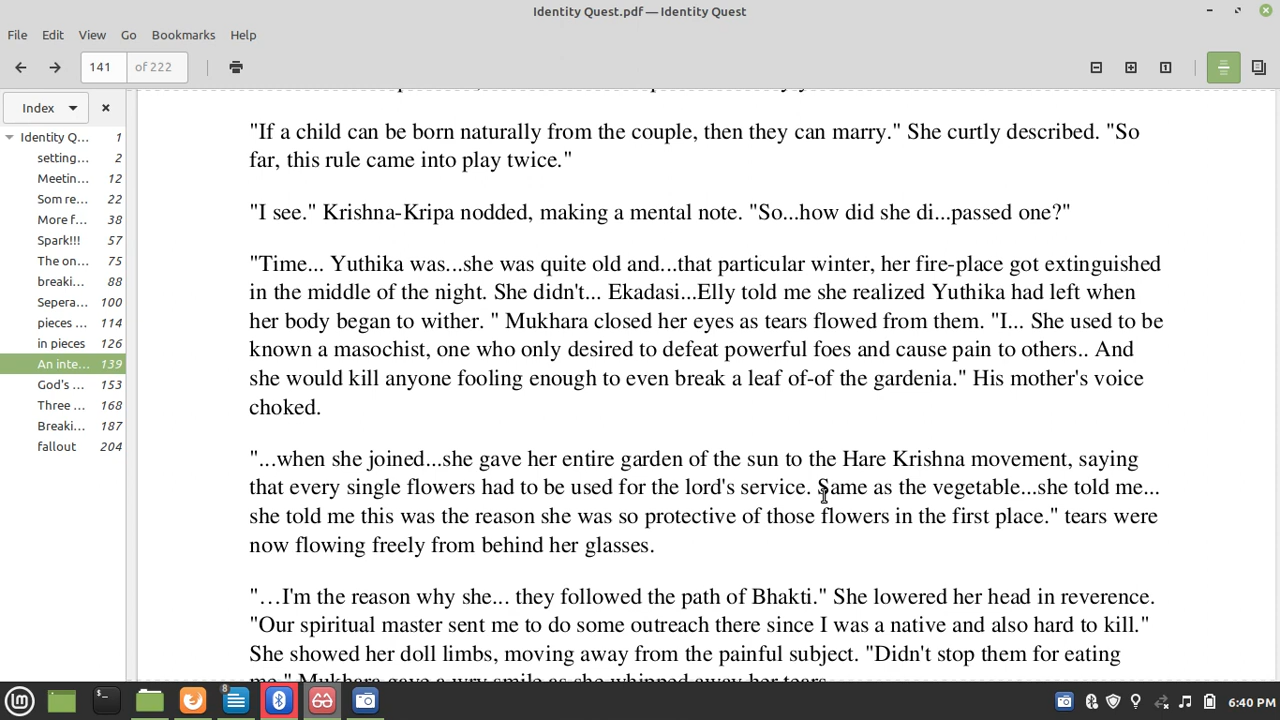 Identity Quest.pdf — Identity Quest
File Edit View Go Bookmarks Help
141 of 222
Index
Identity Q... 1
setting... 2
Meetin... 12
Som re... 22
More f... 38
Spark!!! 57
The on... 75
breaki... 88
Sepera... 100
pieces ... 114
in pieces 126
An inte... 139
God's ... 153
Three ... 168
Breaki... 187
fallout 204
"If a child can be born naturally from the couple, then they can marry." She curtly described. "So
far, this rule came into play twice."
"I see." Krishna-Kripa nodded, making a mental note. "So...how did she di...passed one?"
"Time... Yuthika was...she was quite old and...that particular winter, her fire-place got extinguished
in the middle of the night. She didn't... Ekadasi...Elly told me she realized Yuthika had left when
her body began to wither. " Mukhara closed her eyes as tears flowed from them. "I... She used to be
known a masochist, one who only desired to defeat powerful foes and cause pain to others.. And
she would kill anyone fooling enough to even break a leaf of-of the gardenia." His mother's voice
choked.
"...when she joined...she gave her entire garden of the sun to the Hare Krishna movement, saying
that every single flowers had to be used for the lord's service. Same as the vegetable...she told me...
she told me this was the reason she was so protective of those flowers in the first place." tears were
now flowing freely from behind her glasses.
"…I'm the reason why she... they followed the path of Bhakti." She lowered her head in reverence.
"Our spiritual master sent me to do some outreach there since I was a native and also hard to kill."
She showed her doll limbs, moving away from the painful subject. "Didn't stop them for eating
me." Mukhara gave a wry smile as she whipped away her tears.
8
6:40 PM